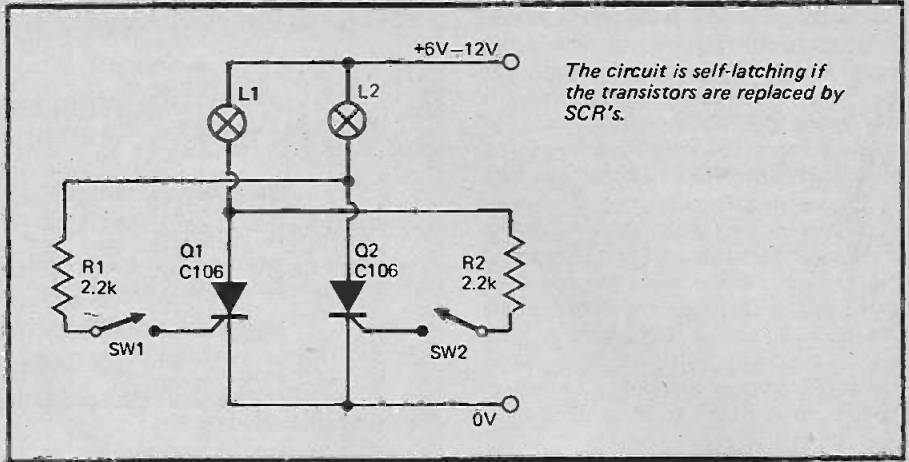 +6V–12V
The circuit is self-latching if
the transistors are replaced by
SCR's.
L1
L2
Q1
C106
Q2
C106
R1
2.2k
R2
2.2k
SW1
SW2
0V